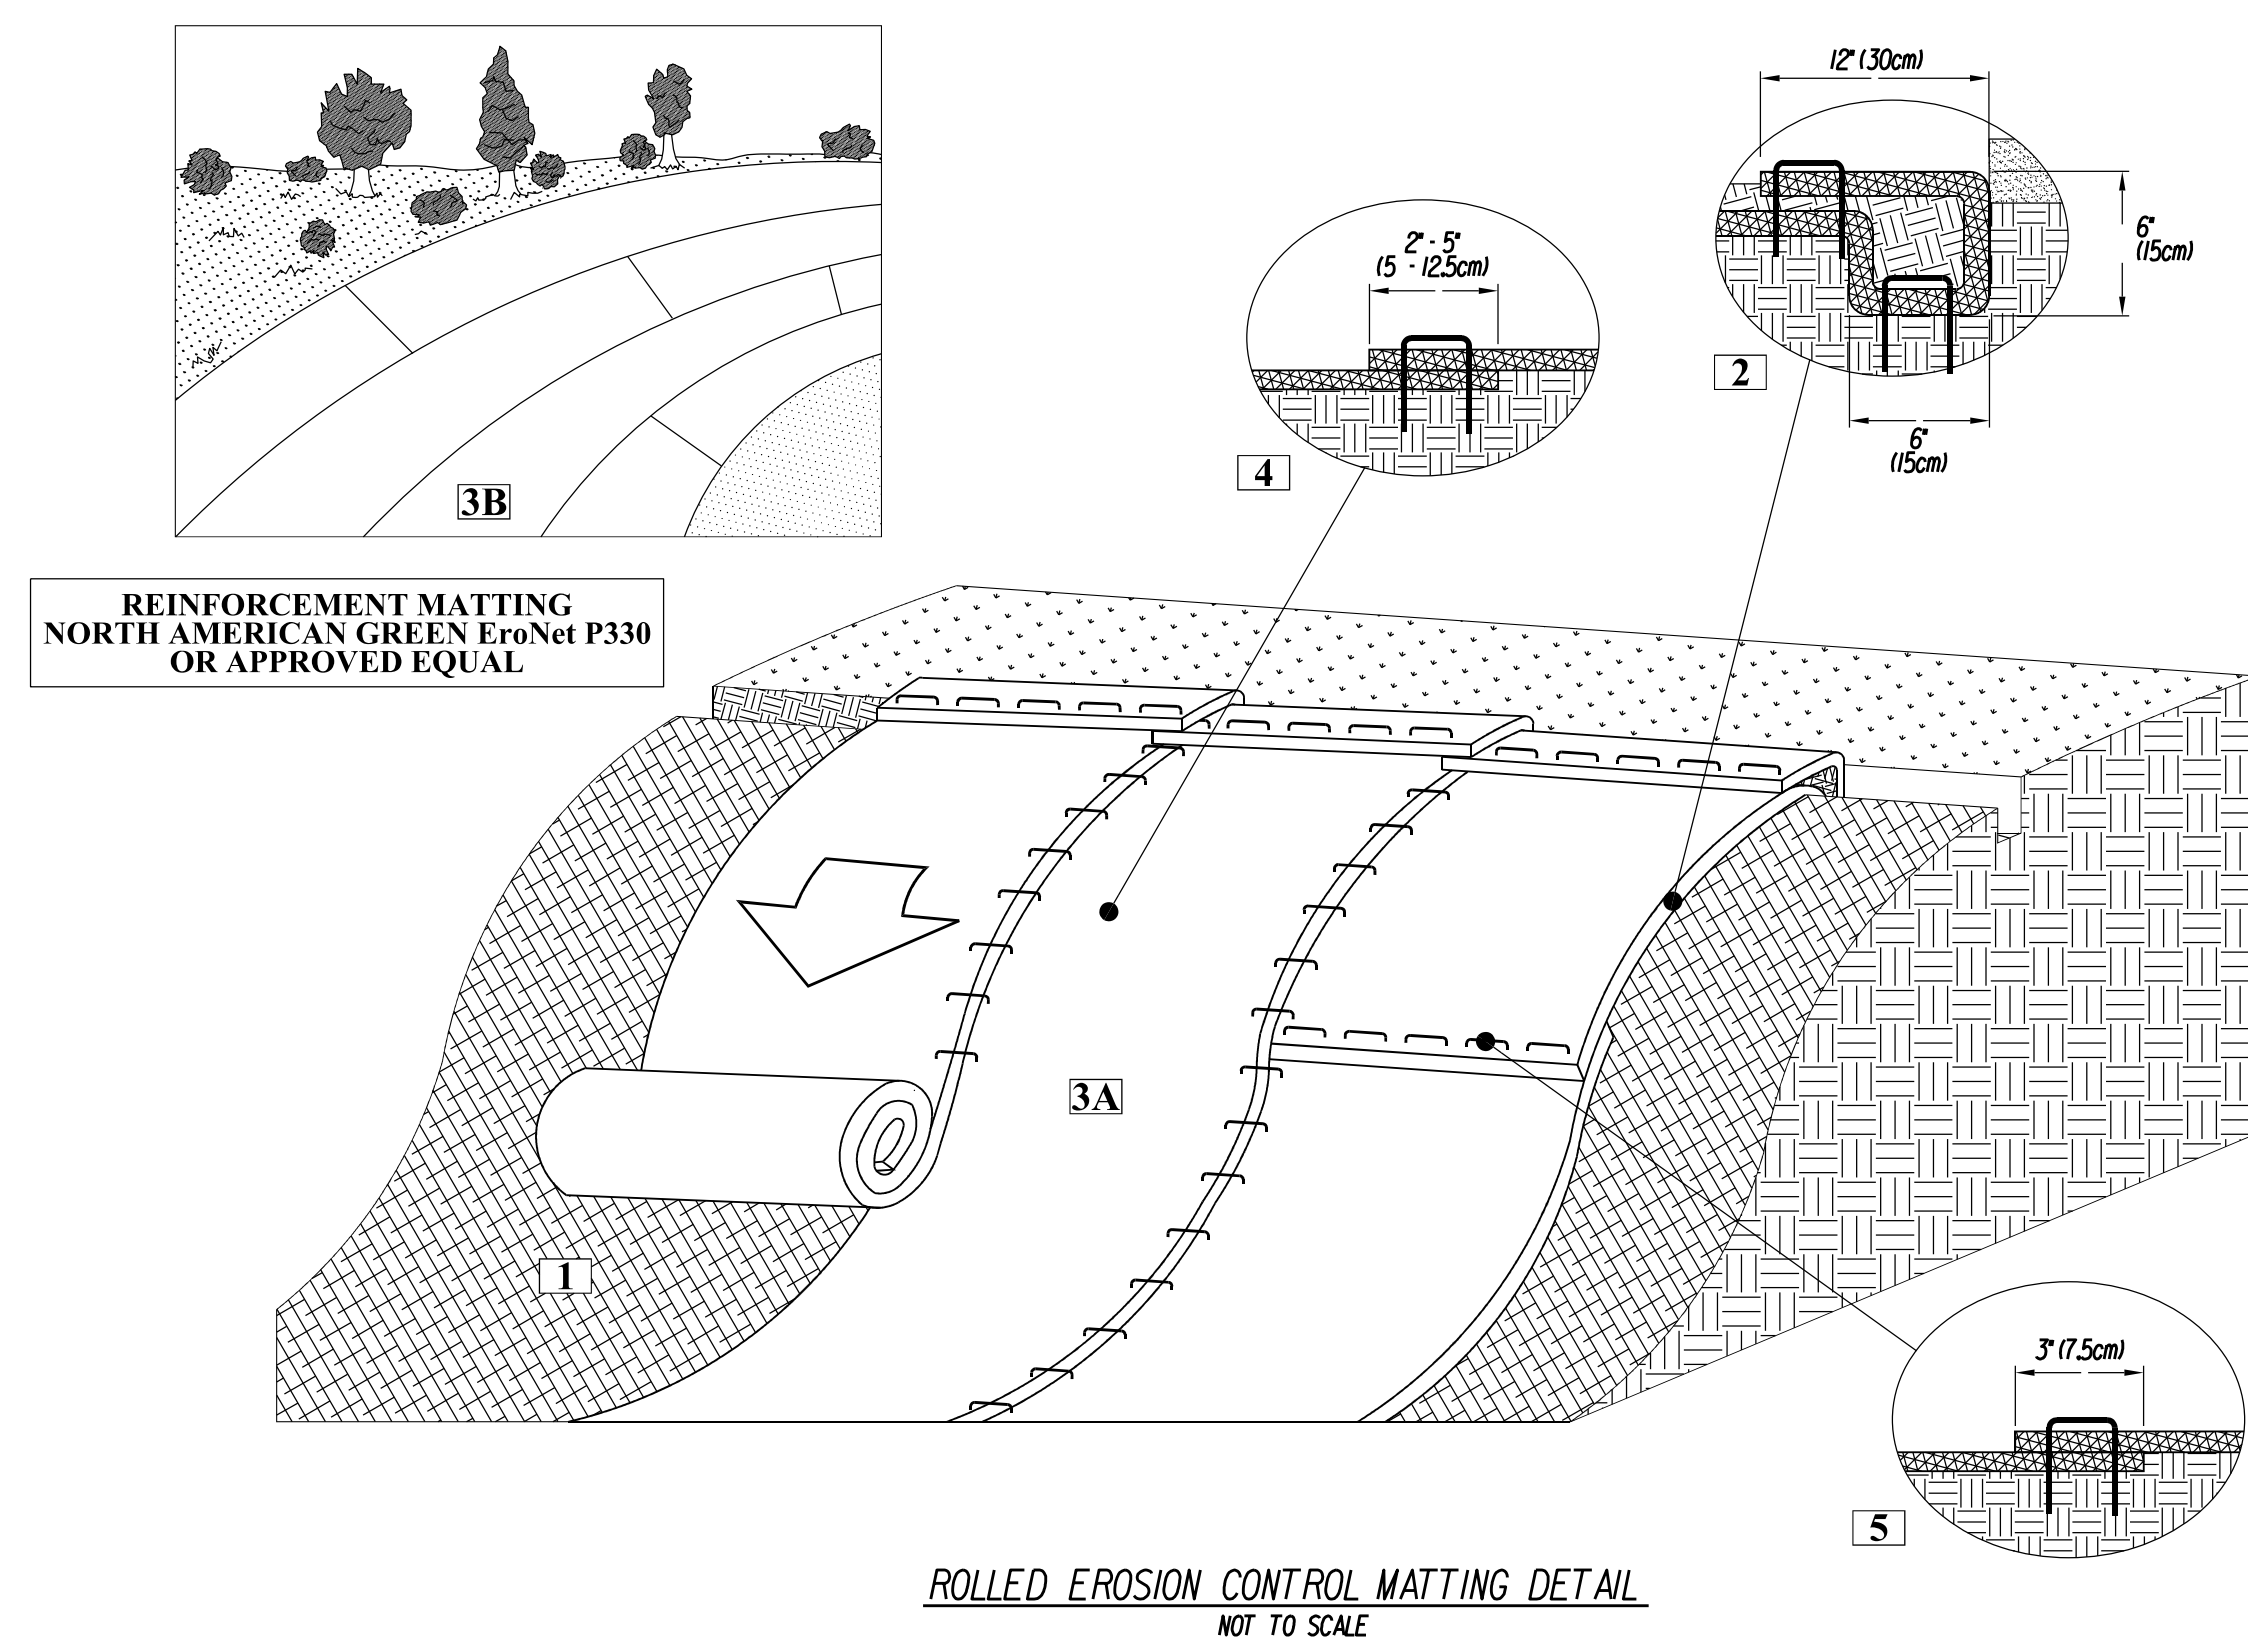 12" (30cm)
6"
(15cm)
2" - 5"
(5 - 12.5cm)
2
6"
(15cm)
4
3B
REINFORCEMENT MATTING
NORTH AMERICAN GREEN EroNet P330
OR APPROVED EQUAL
3A
1
3" (7.5cm)
5
ROLLED EROSION CONTROL MATTING DETAIL
NOT TO SCALE